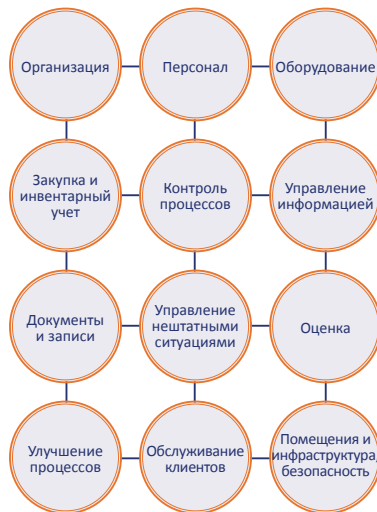 Организация
Персонал
Оборудование
Закупка и
инвентарный
учет
Контроль
процессов
Управление
информацией
Документы
и записи
Управление
нештатными
ситуациями
Оценка
Улучшение
процессов
Обслуживание
клиентов
Помещения и
инфраструктура,
безопасность